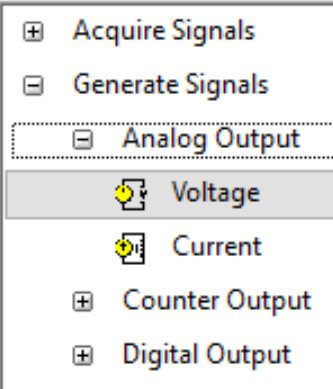 Acquire Signals
Generate Signals
Analog Output
Voltage
Current
Counter Output
Digital Output